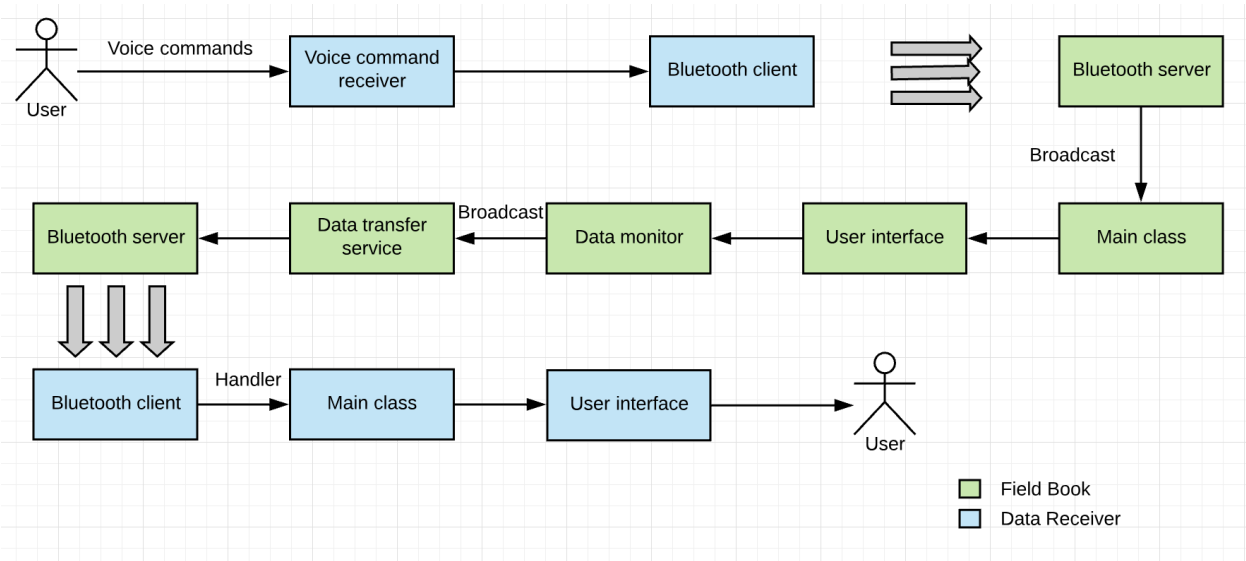 Voice commands
Voice command
receiver
Bluetooth client
Bluetooth server
User
Broadcast
Bluetooth server
Data transfer
service
Broadcast
Data monitor
User interface
Main class
Bluetooth client
Handler
Main class
User interface
User
Field Book
Data Receiver